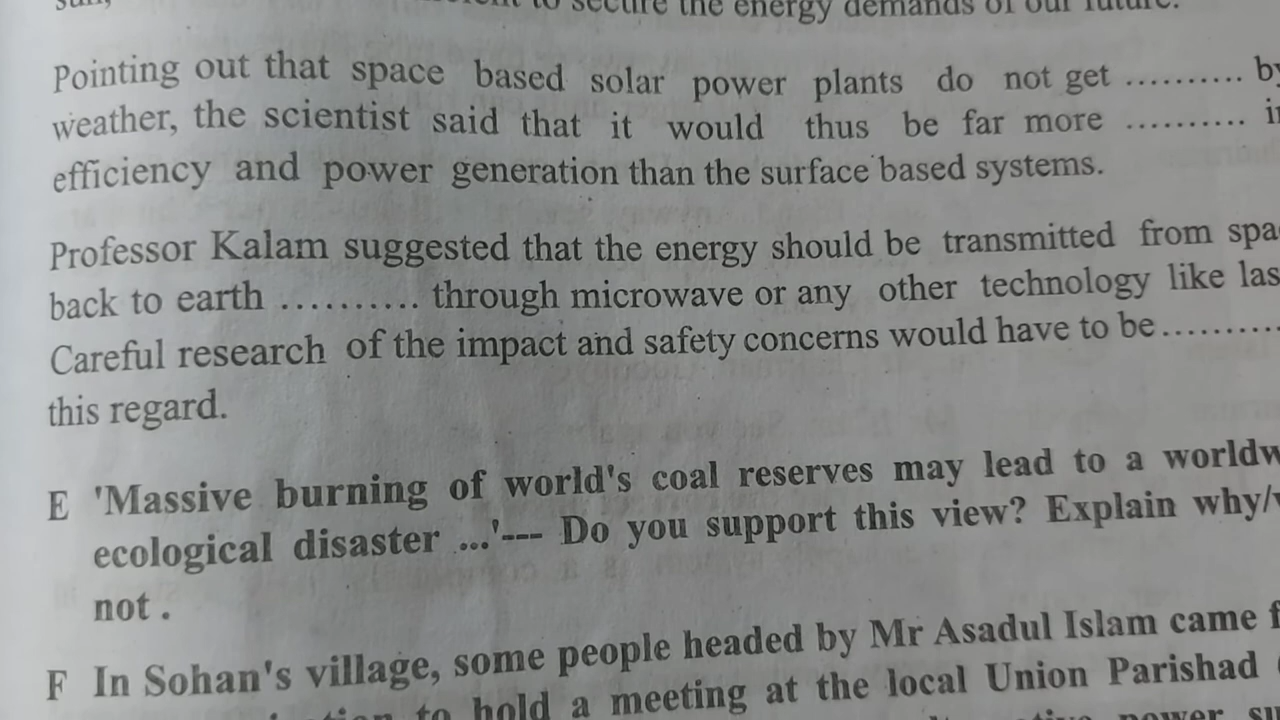 to secure the energy demands of our future.
Pointing out that space based solar power plants do not get .......... by
weather, the scientist said that it would thus be far more .......... in
efficiency and power generation than the surface based systems.
Professor Kalam suggested that the energy should be transmitted from spa
back to earth .......... through microwave or any other technology like las
Careful research of the impact and safety concerns would have to be..........
this regard.
E 'Massive burning of world's coal reserves may lead to a worldw
ecological disaster ...'--- Do you support this view? Explain why/
not .
F In Sohan's village, some people headed by Mr Asadul Islam came f
to hold a meeting at the local Union Parishad
power su